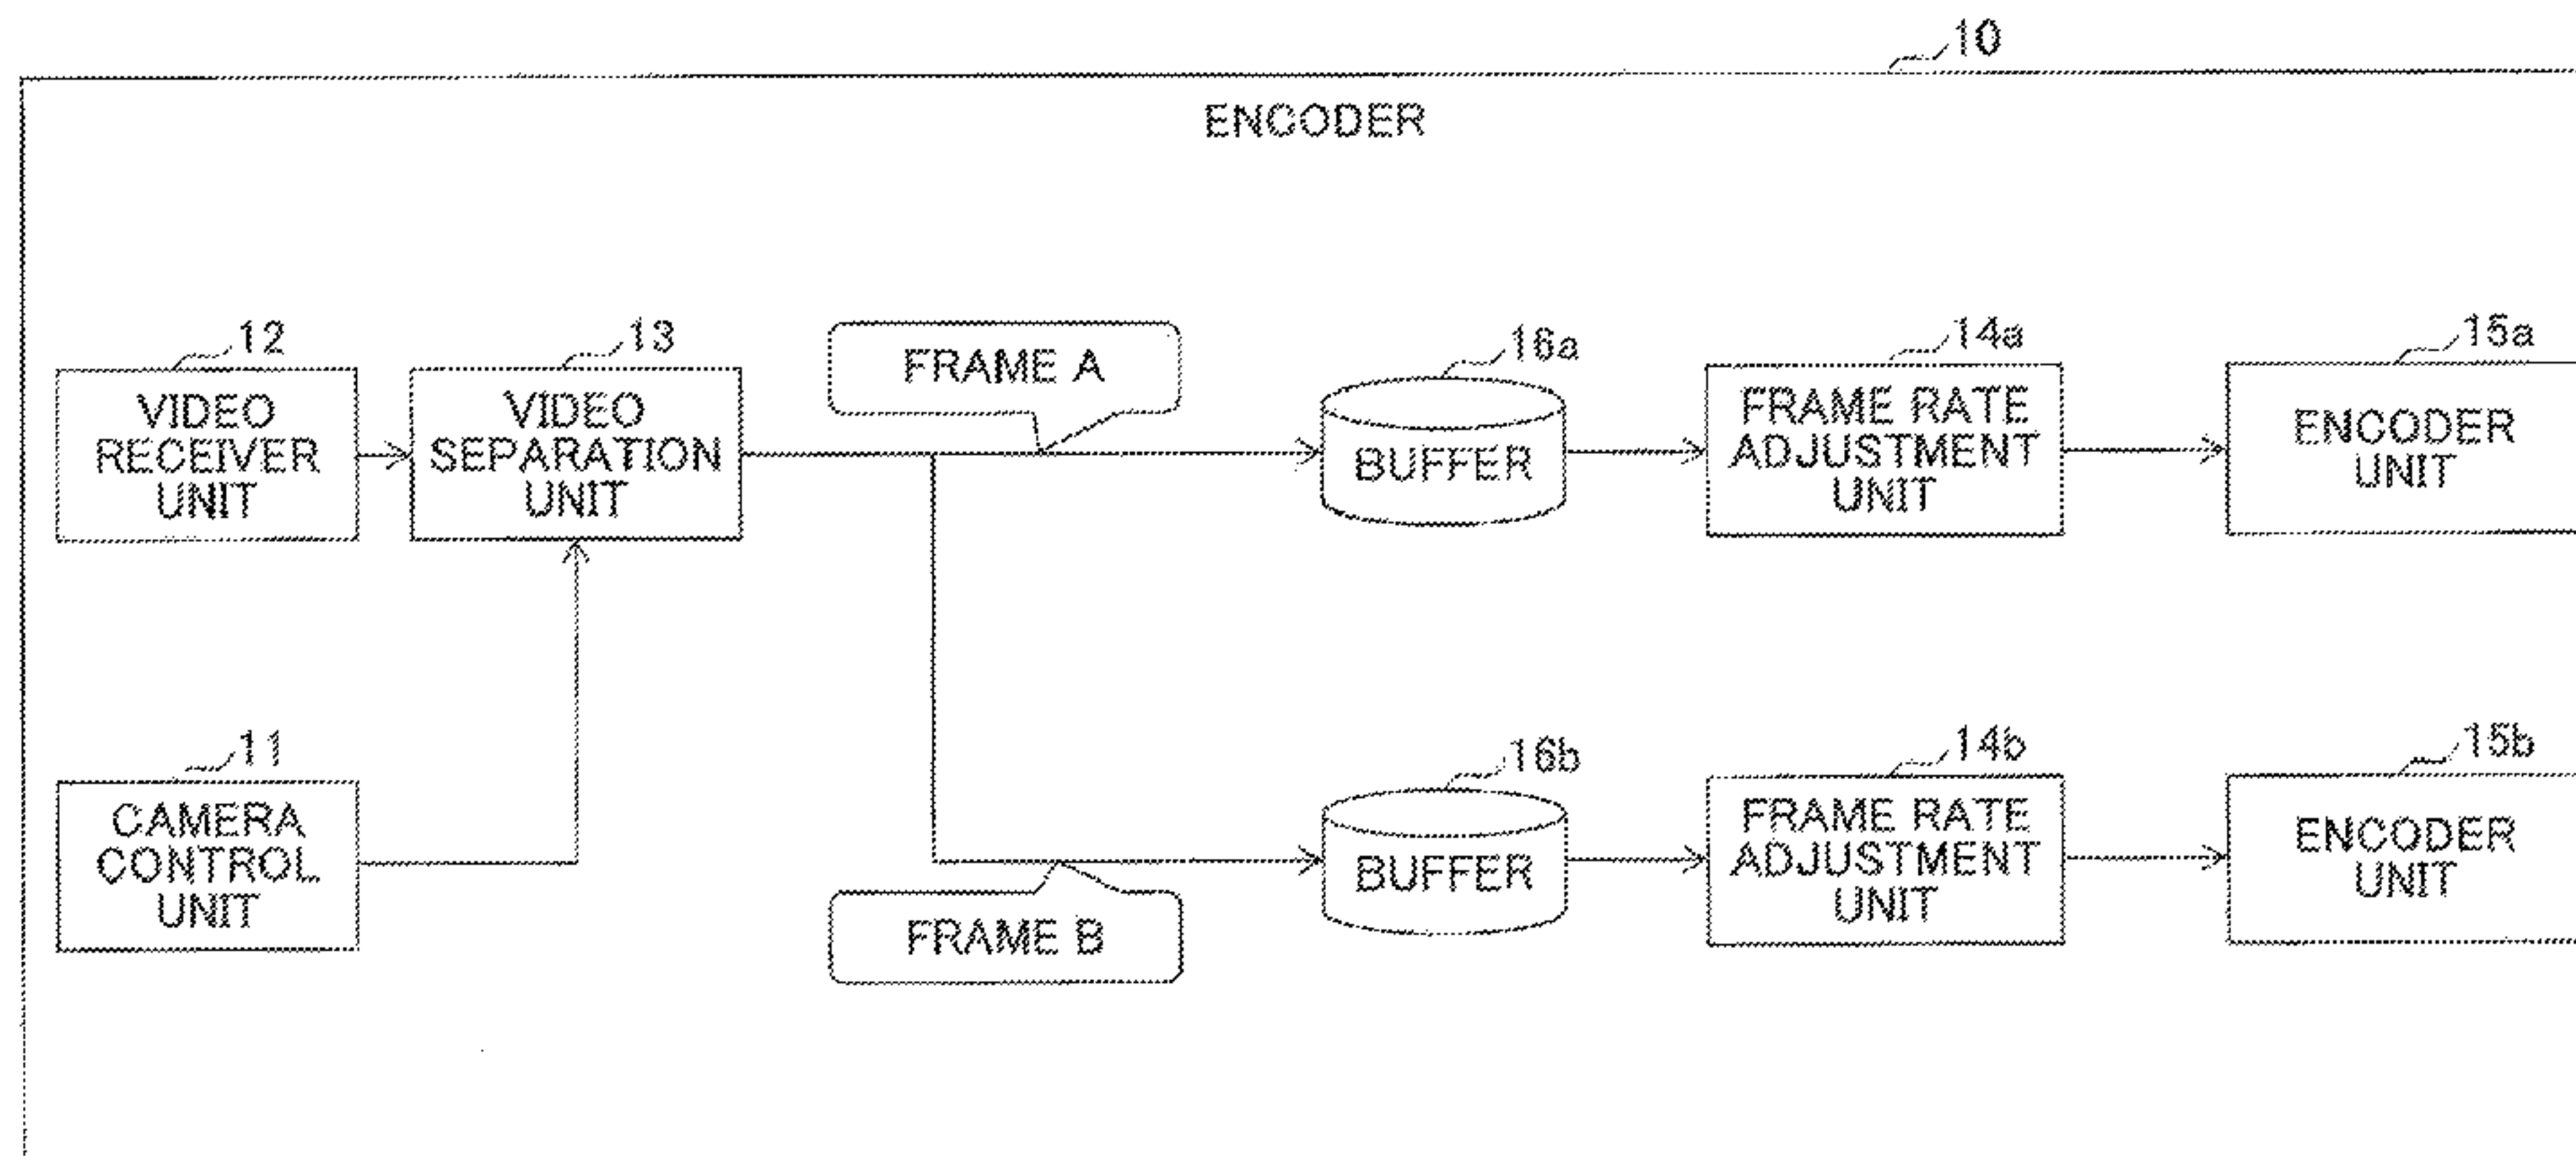 10
ENCODER
12
VIDEO
RECEIVER
UNIT
13
VIDEO
SEPARATION
UNIT
FRAME A
16a
BUFFER
14a
FRAME RATE
ADJUSTMENT
UNIT
15a
ENCODER
UNIT
11
CAMERA
CONTROL
UNIT
FRAME B
16b
BUFFER
14b
FRAME RATE
ADJUSTMENT
UNIT
15b
ENCODER
UNIT